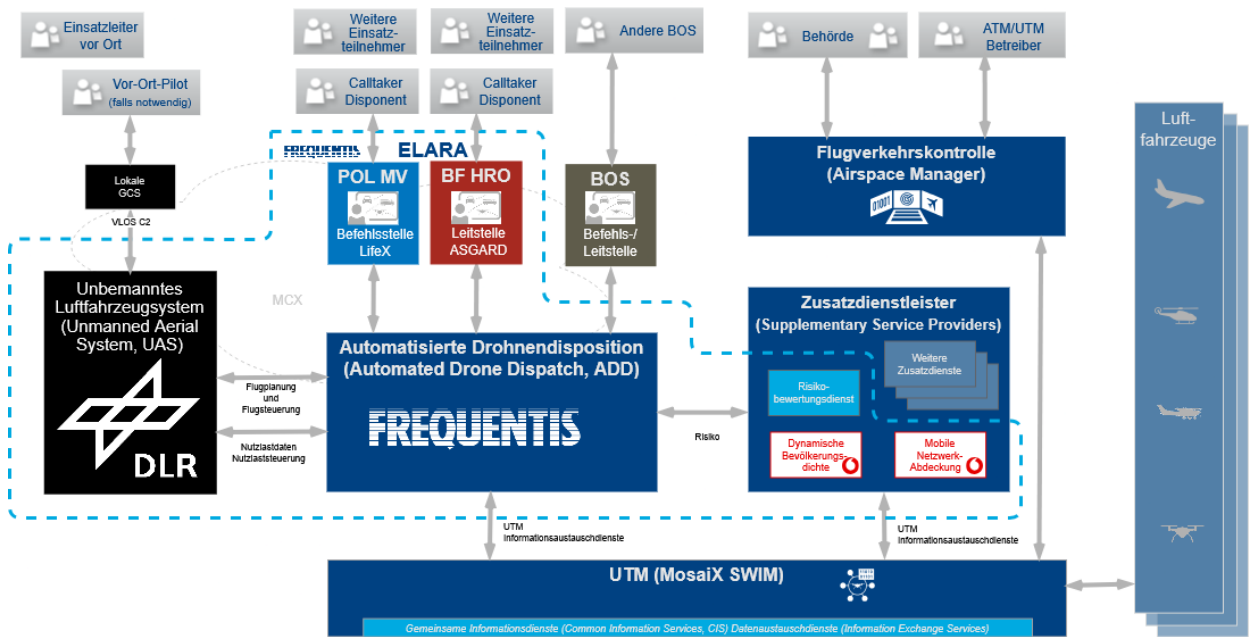 Einsatzleiter
vor Ort
Weitere
Einsatz-
teilnehmer
Weitere
Einsatz-
teilnehmer
Andere BOS
Behörde
ATM/UTM
Betreiber
Vor-Ort-Pilot
(falls notwendig)
Calltaker
Disponent
Calltaker
Disponent
Luft-
fahrzeuge
FREQUENTIS
ELARA
Flugverkehrskontrolle
(Airspace Manager)
01001
Lokale
GCS
POL MV
Befehlsstelle
LifeX
BF HRO
Leitstelle
ASGARD
BOS
Befehls-/
Leitstelle
VLOS C2
MCX
Unbemanntes
Luftfahrzeugsystem
(Unmanned Aerial
System, UAS)
DLR
Flugplanung
und
Flugsteuerung
Nutzlastdaten
Nutzlaststeuerung
Automatisierte Drohnendisposition
(Automated Drone Dispatch, ADD)
FREQUENTIS
Risiko
Zusatzdienstleister
(Supplementary Service Providers)
Weitere
Zusatzdienste
Risiko-
bewertungsdienst
Dynamische
Bevölkerungs-
dichte
Mobile
Netzwerk-
Abdeckung
UTM
Informationsaustauschdienste
UTM
Informationsaustauschdienste
UTM (MosaiX SWIM)
Gemeinsame Informationsdienste (Common Information Services, CIS) Datenaustauschdienste (Information Exchange Services)